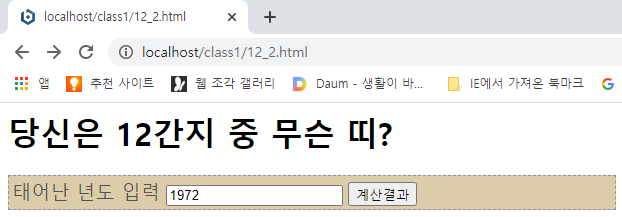 localhost/class1/12_2.html
localhost/class1/12_2.html
앱 추천 사이트 웹 조각 갤러리 Daum - 생활이 바... IE에서 가져온 북마크
당신은 12간지 중 무슨 띠?
태어난 년도 입력 1972 계산결과